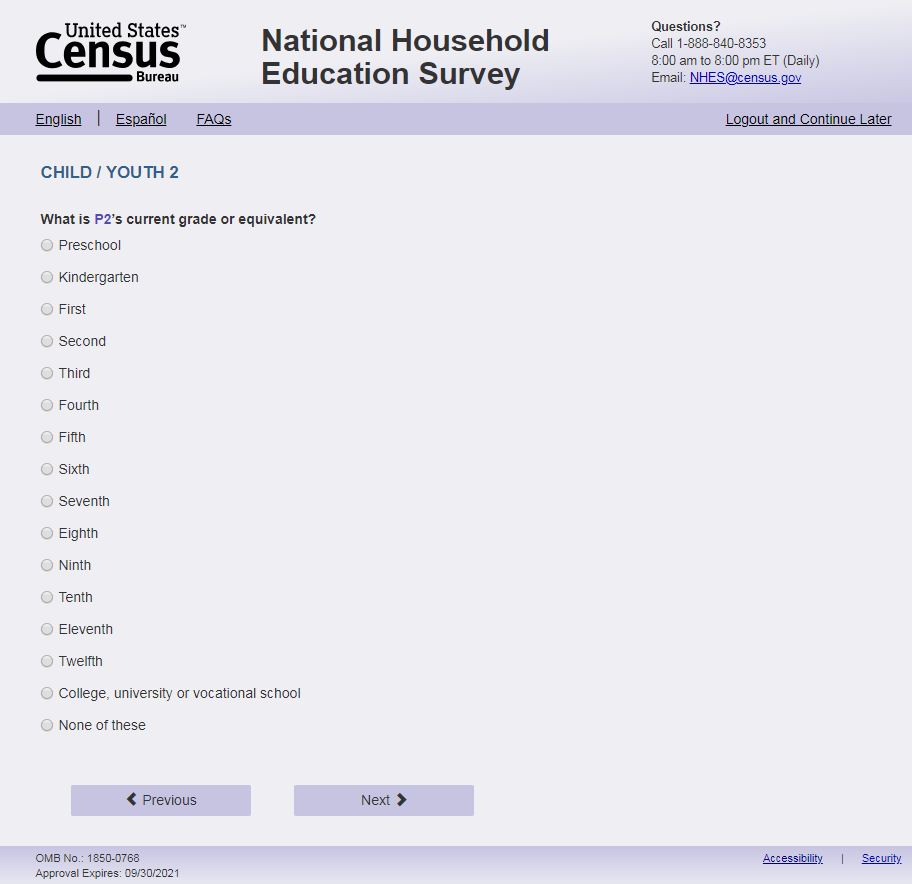 United States™
Census
Bureau
National Household
Education Survey
Questions?
Call 1-888-840-8353
8:00 am to 8:00 pm ET (Daily)
Email: NHES@census.gov
English | Español FAQs Logout and Continue Later
CHILD / YOUTH 2
What is P2's current grade or equivalent?
Preschool
Kindergarten
First
Second
Third
Fourth
Fifth
Sixth
Seventh
Eighth
Ninth
Tenth
Eleventh
Twelfth
College, university or vocational school
None of these
Previous Next
OMB No.: 1850-0768
Approval Expires: 09/30/2021
Accessibility | Security